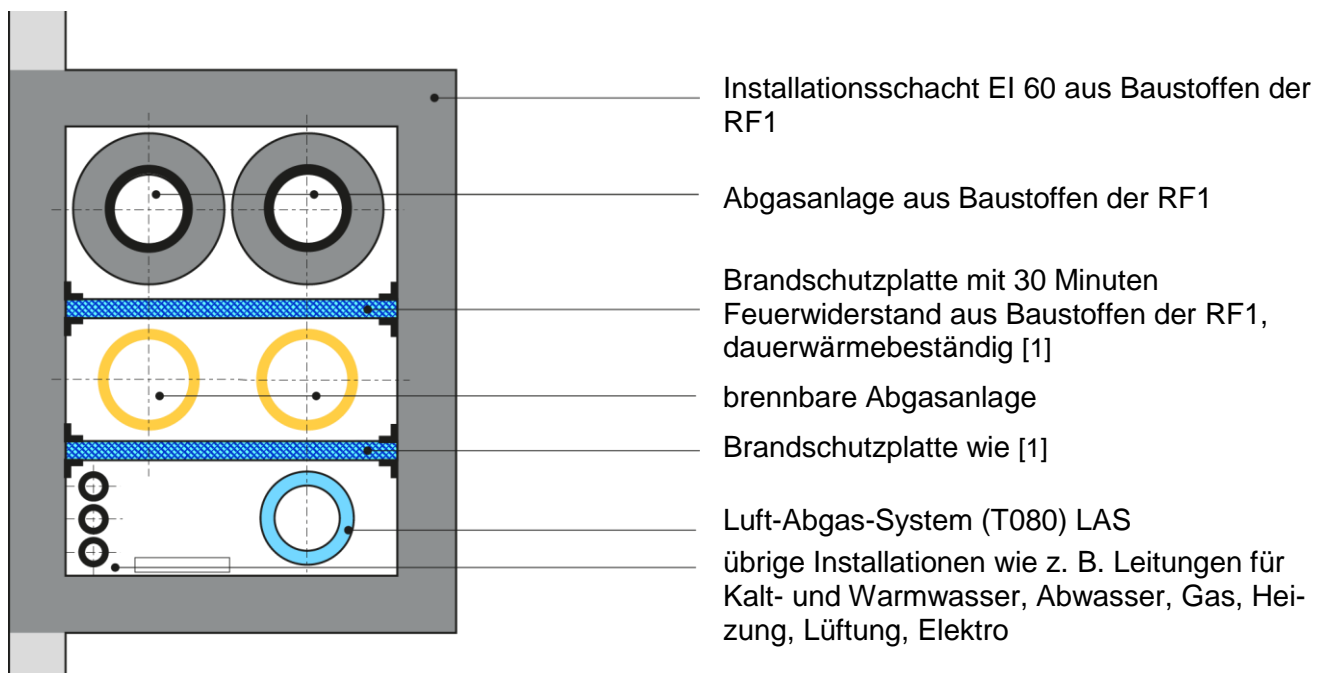 Installationsschacht EI 60 aus Baustoffen der
RF1
Abgasanlage aus Baustoffen der RF1
Brandschutzplatte mit 30 Minuten
Feuerwiderstand aus Baustoffen der RF1,
dauerwärmebeständig [1]
brennbare Abgasanlage
Brandschutzplatte wie [1]
Luft-Abgas-System (T080) LAS
übrige Installationen wie z. B. Leitungen für
Kalt- und Warmwasser, Abwasser, Gas, Hei-
zung, Lüftung, Elektro